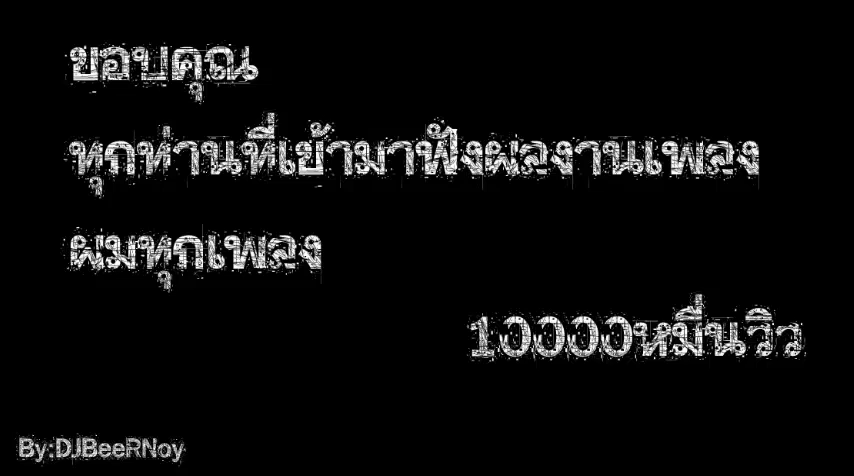 ขอบคุณ
ทุกท่านที่เข้ามาฟังผลงานเพลง
ผมทุกเพลง
10000หมื่นวิว
By:DJBeeRNoy